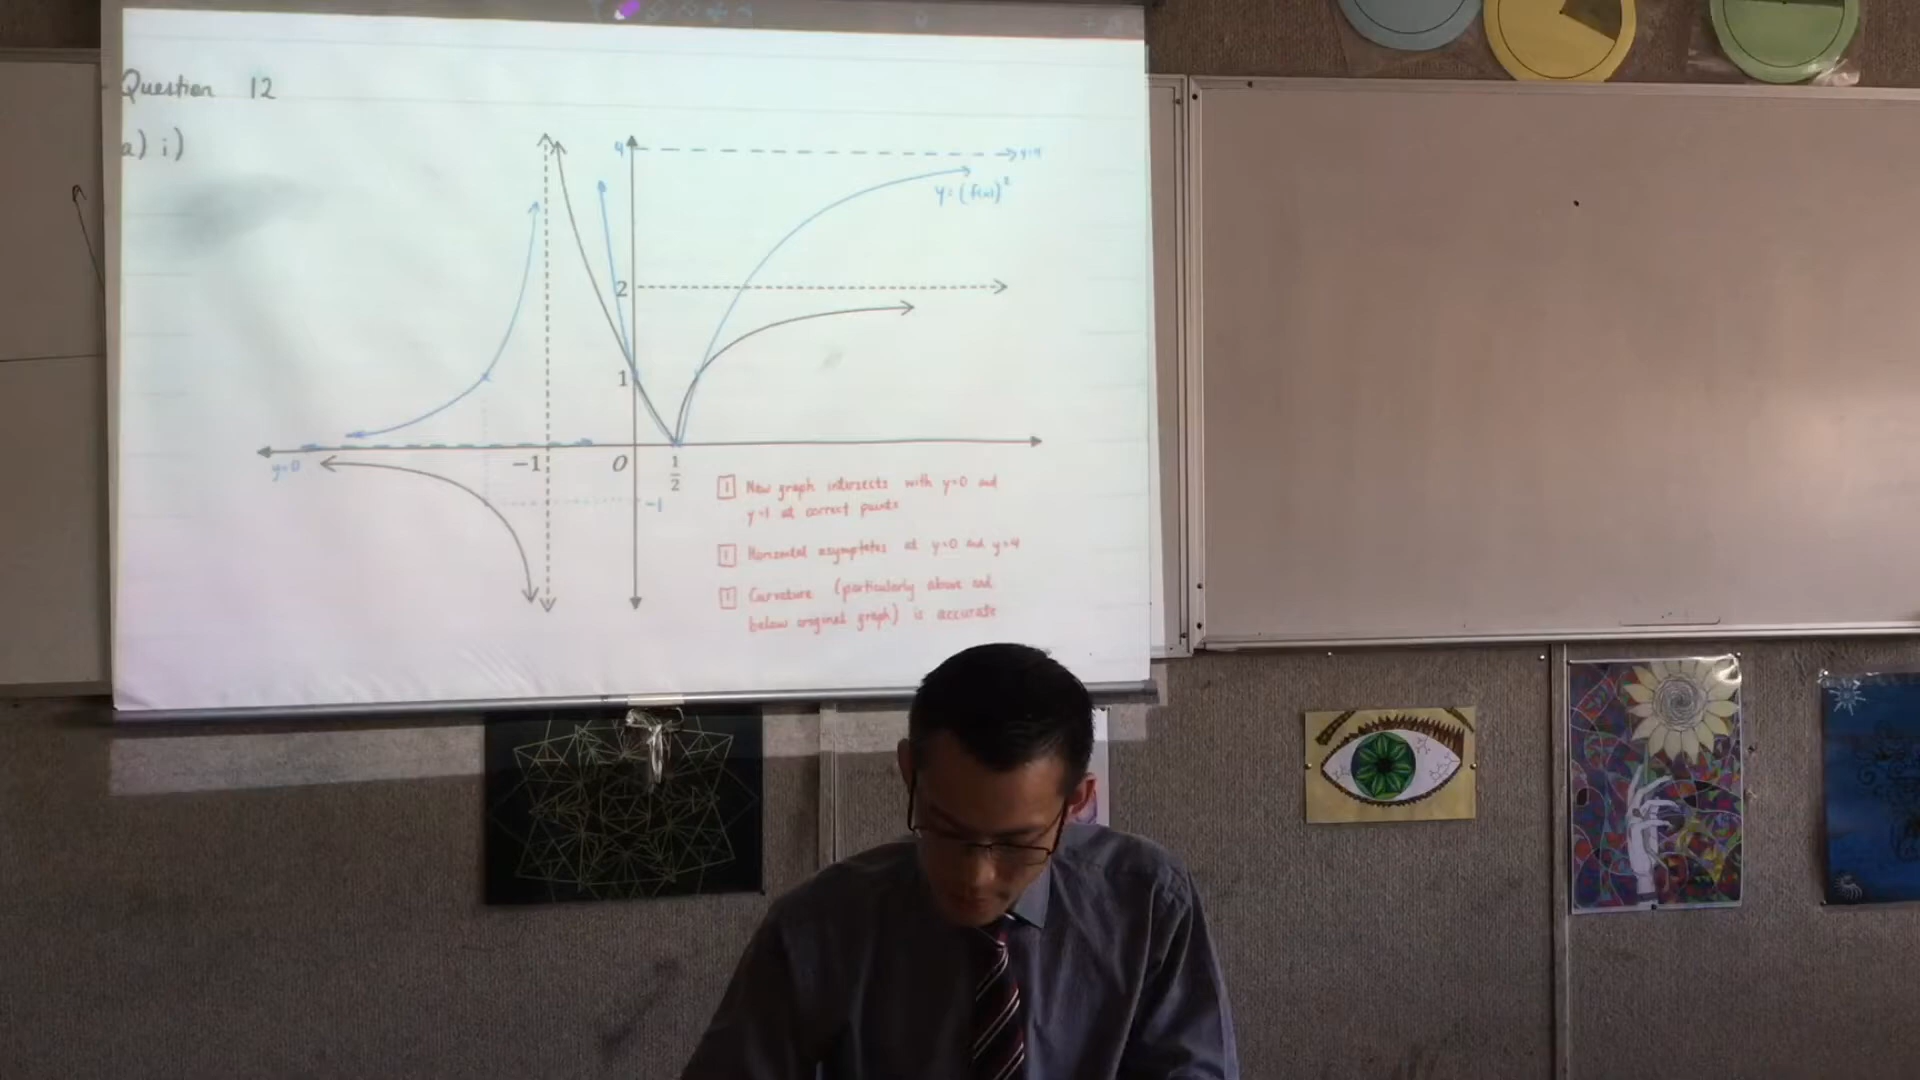 Question 12
a) i)
4
y=4
y=(f(x))²
2
1
y=0
-1
O
1
2
-1
1 New graph intersects with y=0 and
y=1 at correct points
1 Horizontal asymptotes at y=0 and y=4
1 Curvature (particularly above and
below original graph) is accurate